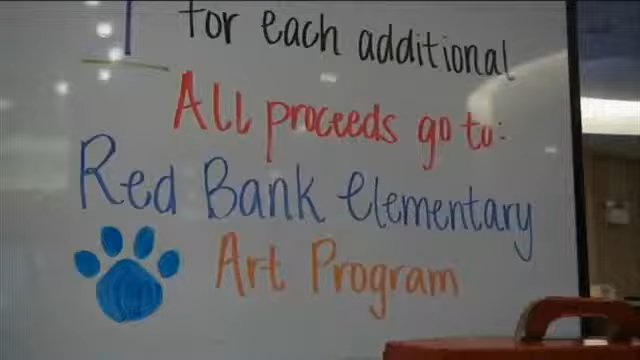 for each additional
All proceeds go to:
Red Bank Elementary
Art Program